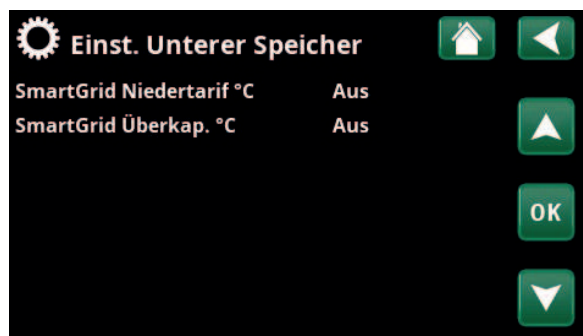 Einst. Unterer Speicher
SmartGrid Niedertarif °C Aus
SmartGrid Überkap. °C Aus
OK